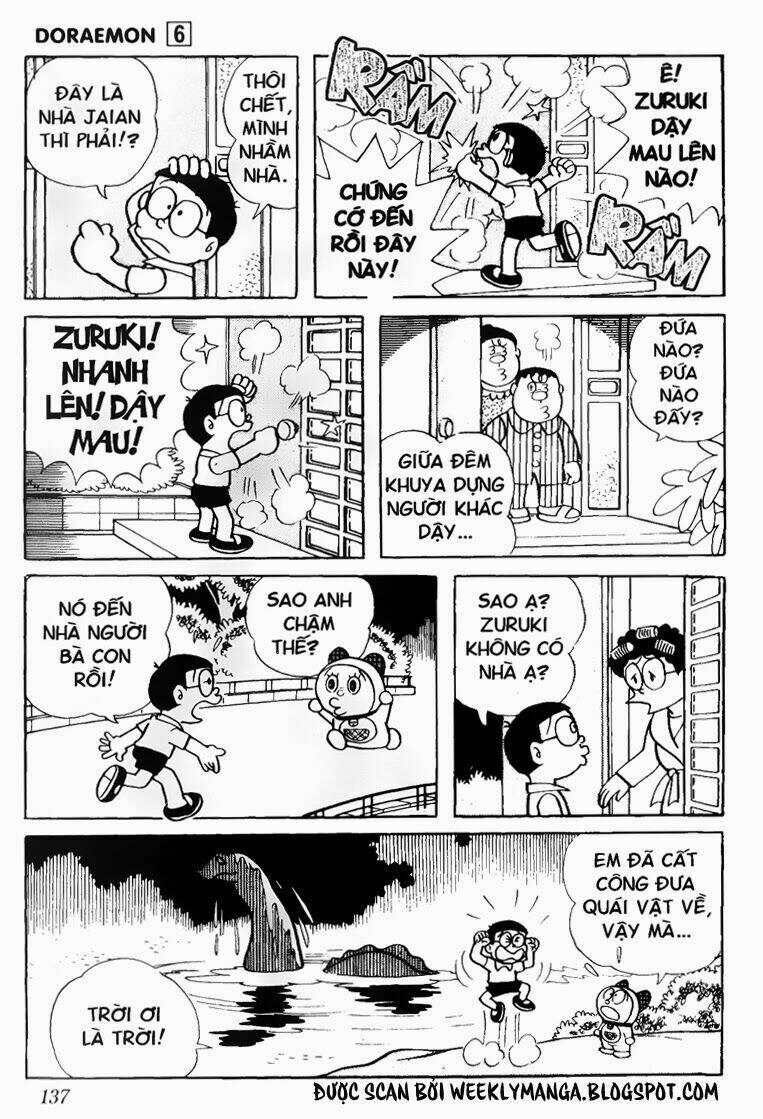 DORAEMON 6
Ê!
ZURUKI
DẬY
MAU LÊN
NÀO!
RẦM
CHỨNG
CỚ ĐẾN
RỒI ĐÂY
NÀY!
RẦM
THÔI
CHẾT,
MÌNH
NHẦM
NHÀ.
ĐÂY LÀ
NHÀ JAIAN
THÌ PHẢI!?
ĐỨA
NÀO?
ĐỨA
NÀO
ĐẤY?
GIỮA ĐÊM
KHUYA DỤNG
NGƯỜI KHÁC
DẬY...
ZURUKI!
NHANH
LÊN! DẬY
MAU!
SAO Ạ?
ZURUKI
KHÔNG CÓ
NHÀ Ạ?
SAO ANH
CHẬM
THẾ?
NÓ ĐẾN
NHÀ NGƯỜI
BÀ CON
RỒI!
EM ĐÃ CẤT
CÔNG ĐƯA
QUÁI VẬT VỀ,
VẬY MÀ...
TRỜI ƠI
LÀ TRỜI!
137
ĐƯỢC SCAN BỞI WEEKLYMANGA.BLOGSPOT.COM